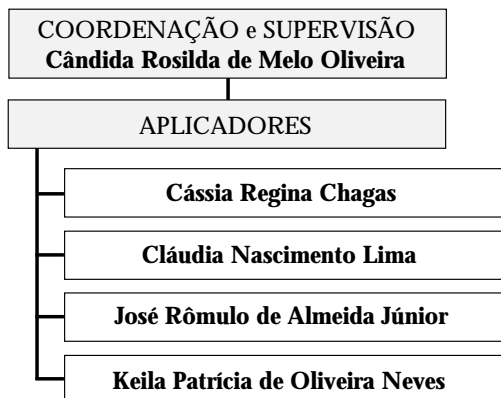 COORDENAÇÃO e SUPERVISÃO
Cândida Rosilda de Melo Oliveira
APLICADORES
Cássia Regina Chagas
Cláudia Nascimento Lima
José Rômulo de Almeida Júnior
Keila Patrícia de Oliveira Neves